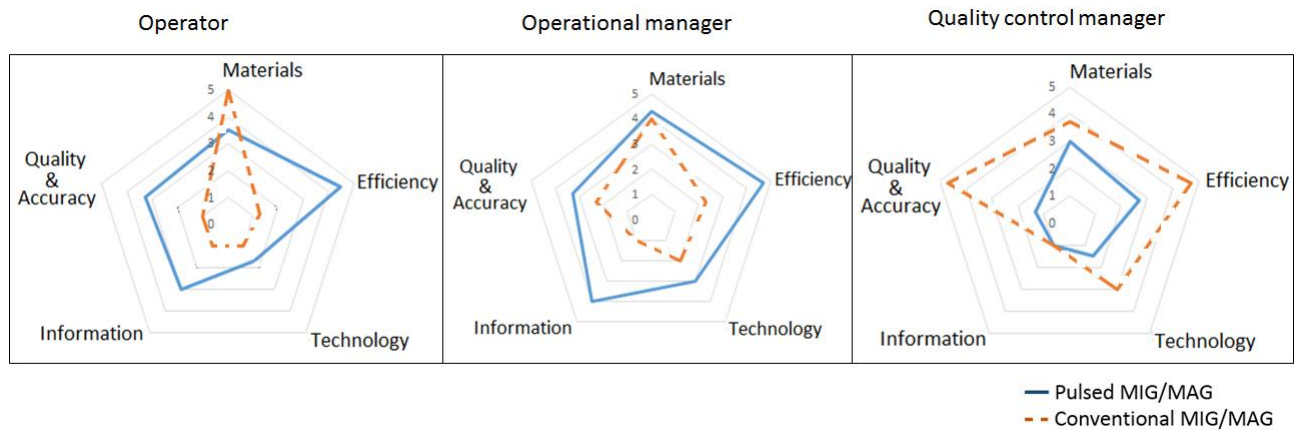 Operator
Operational manager
Quality control manager
Materials
5
4
3
2
1
0
Quality
&
Accuracy
Efficiency
Information
Technology
Materials
5
4
3
2
1
0
Quality
&
Accuracy
Efficiency
Information
Technology
Materials
5
4
3
2
1
0
Quality
&
Accuracy
Efficiency
Information
Technology
Pulsed MIG/MAG
Conventional MIG/MAG